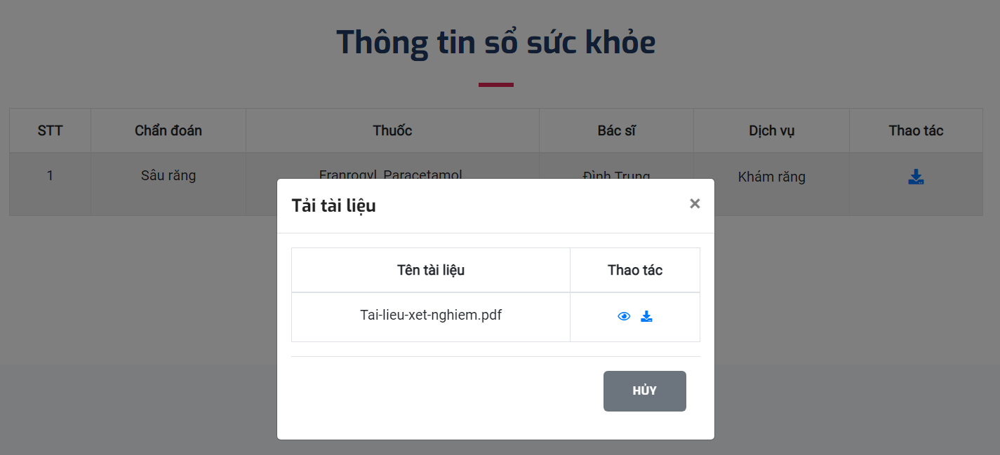 Thông tin sổ sức khỏe
STT Chẩn đoán Thuốc Bác sĩ Dịch vụ Thao tác
1 Sâu răng Franrogyl, Paracetamol Đình Trung Khám răng
Tải tài liệu ×
Tên tài liệu Thao tác
Tai-lieu-xet-nghiem.pdf
HỦY